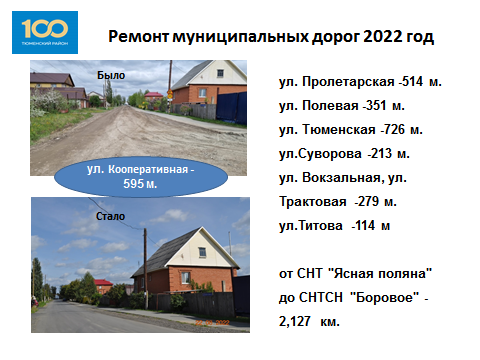 100
ТЮМЕНСКИЙ РАЙОН
Ремонт муниципальных дорог 2022 год
Было
ул. Кооперативная -
595 м.
Стало
ул. Пролетарская -514 м.
ул. Полевая -351 м.
ул. Тюменская -726 м.
ул.Суворова -213 м.
ул. Вокзальная, ул.
Трактовая -279 м.
ул.Титова -114 м
от СНТ "Ясная поляна"
до СНТСН "Боровое" -
2,127 км.